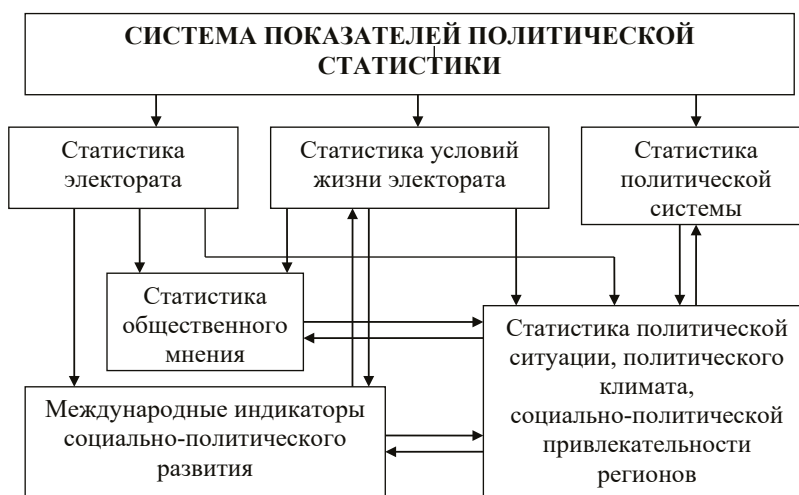 СИСТЕМА ПОКАЗАТЕЛЕЙ ПОЛИТИЧЕСКОЙ
СТАТИСТИКИ
Статистика
электората
Статистика условий
жизни электората
Статистика
политической
системы
Статистика
общественного
мнения
Статистика политической
ситуации, политического
климата,
социально-политической
привлекательности
регионов
Международные индикаторы
социально-политического
развития